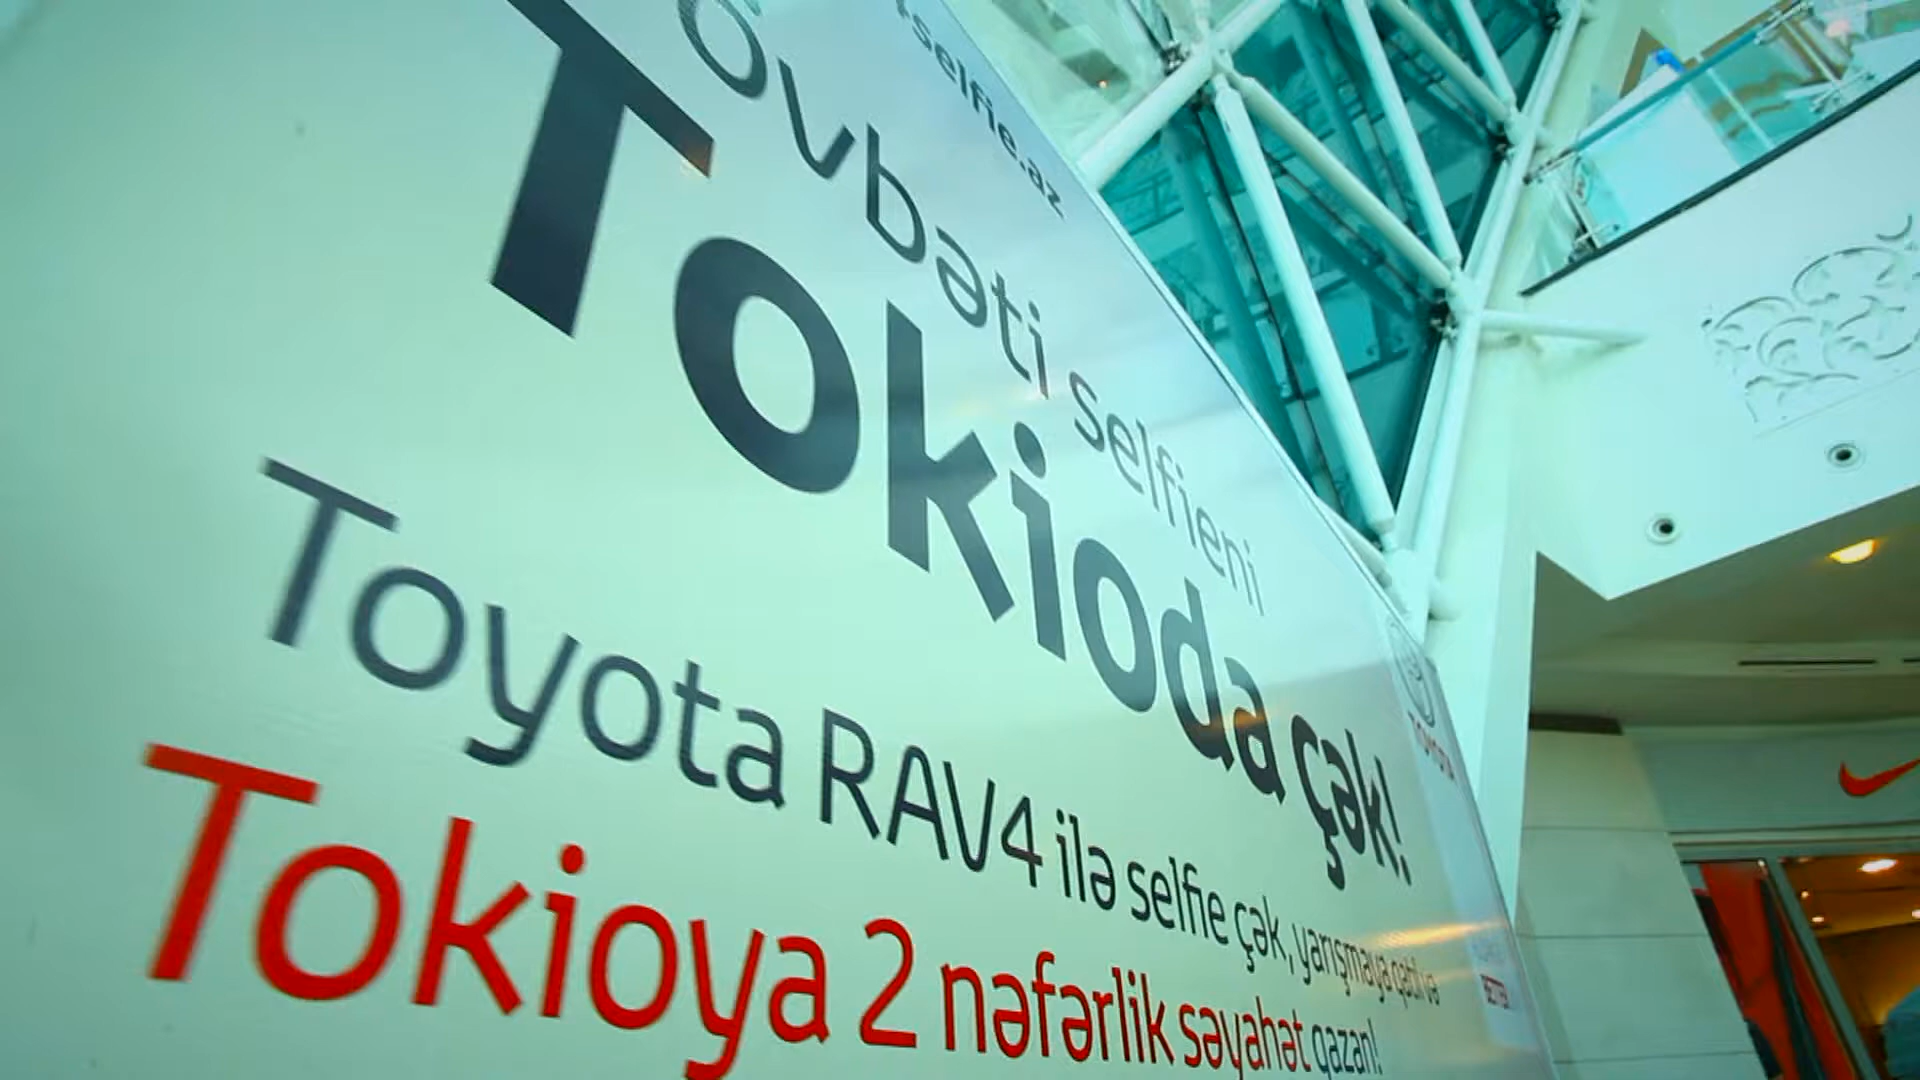 selfie.az
növbəti selfieni
Tokioda çək!
Toyota RAV4 ilə selfie çək, yarışmaya qatıl və
Tokioya 2 nəfərlik səyahət qazan!
TOYOTA